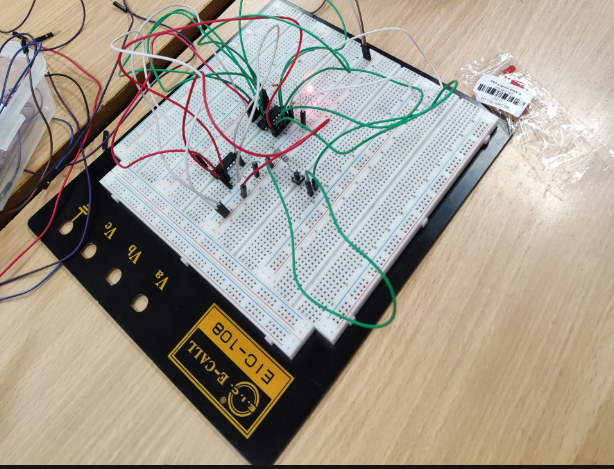 Va
Vb
Vc
EIC-108
E.I.C. E-CALL
®